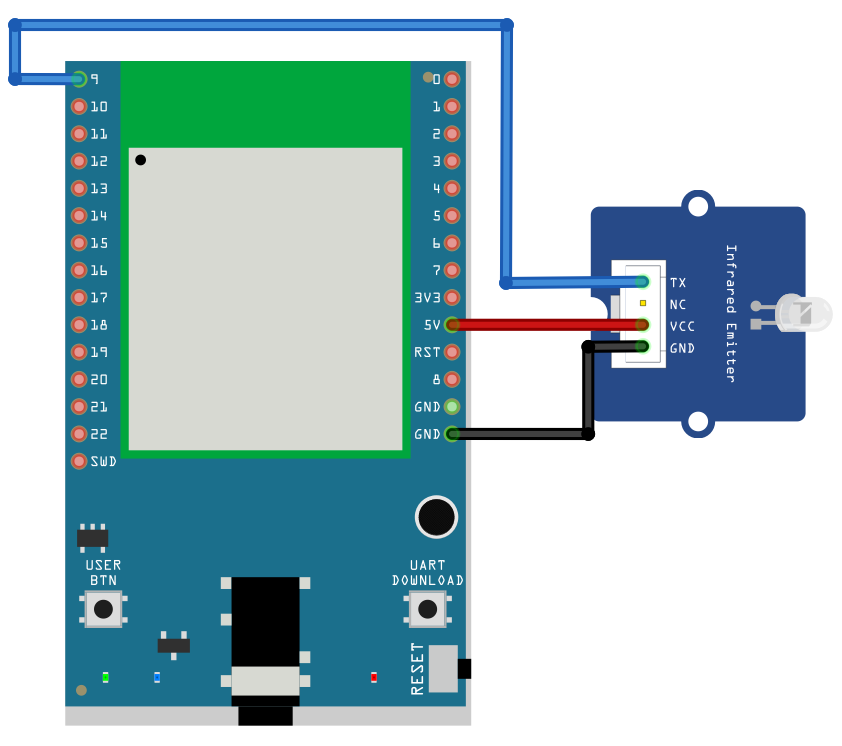 9
10
11
12
13
14
15
16
17
18
19
20
21
22
SWD
0
1
2
3
4
5
6
7
3V3
5V
RST
8
GND
GND
USER
BTN
UART
DOWNLOAD
RESET
TX
NC
VCC
GND
Infrared Emitter